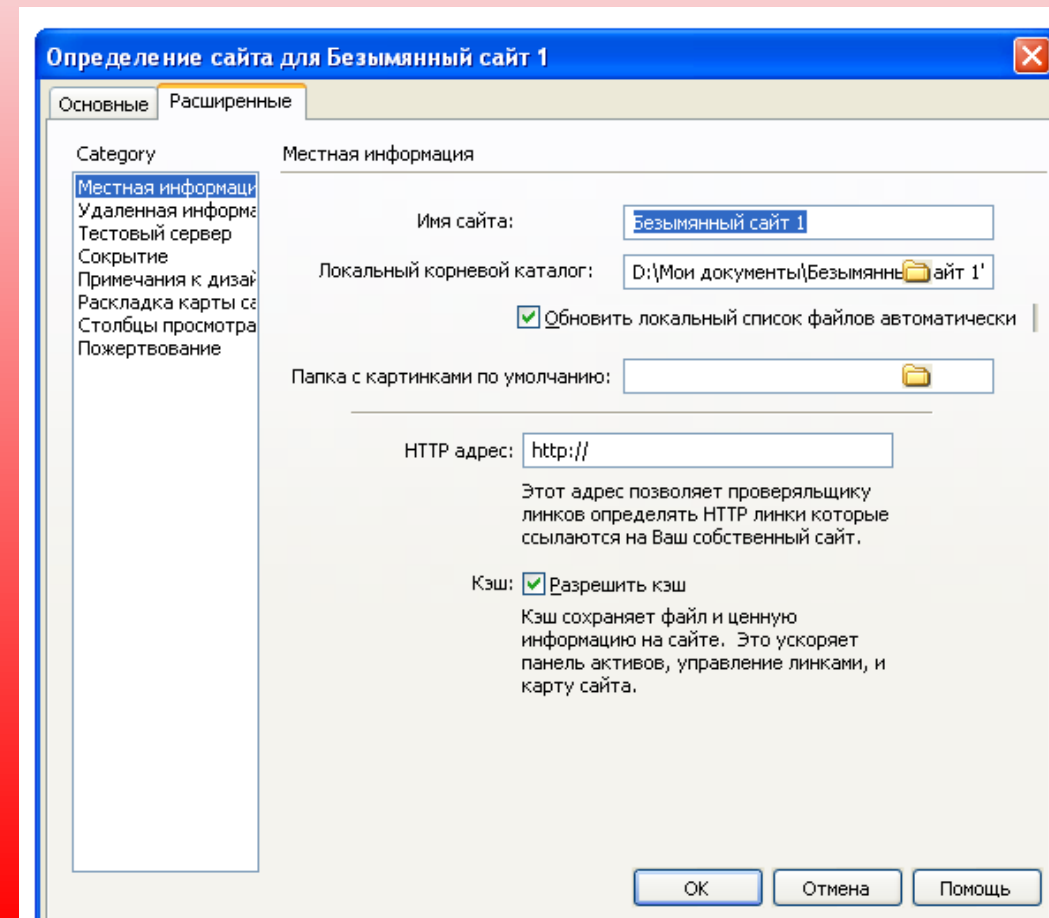 Определение сайта для Безымянный сайт 1
Основные Расширенные
Category
Местная информаци
Удаленная информа
Тестовый сервер
Сокрытие
Примечания к дизай
Раскладка карты са
Столбцы просмотра
Пожертвование
Местная информация
Имя сайта: Безымянный сайт 1
Локальный корневой каталог: D:\Мои документы\Безымянны айт 1'
Обновить локальный список файлов автоматически
Папка с картинками по умолчанию:
HTTP адрес: http://
Этот адрес позволяет проверяльщику
линков определять HTTP линки которые
ссылаются на Ваш собственный сайт.
Кэш: Разрешить кэш
Кэш сохраняет файл и ценную
информацию на сайте. Это ускоряет
панель активов, управление линками, и
карту сайта.
ОК Отмена Помощь